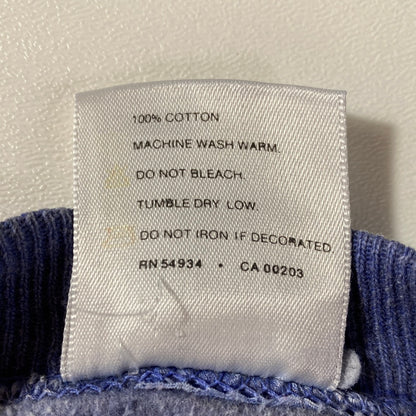 100% COTTON
MACHINE WASH WARM.
DO NOT BLEACH.
TUMBLE DRY LOW.
DO NOT IRON IF DECORATED.
RN 54934 • CA 00203